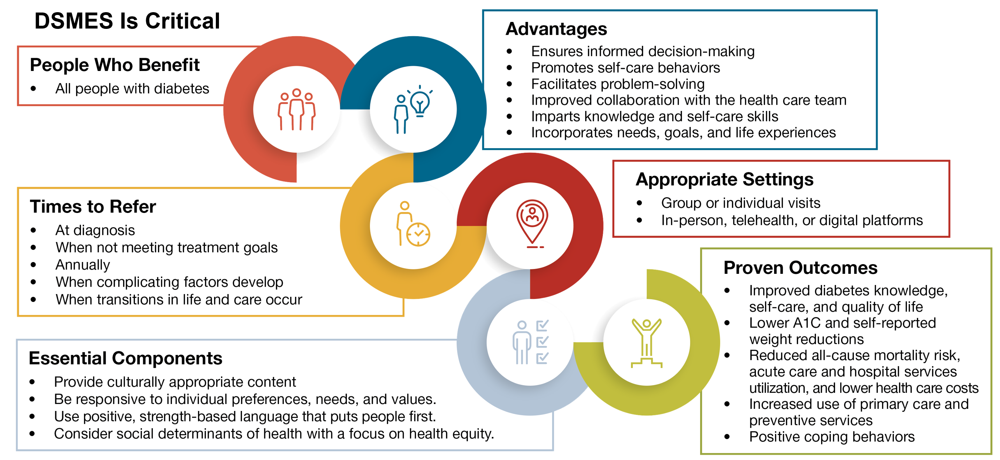 DSMES Is Critical
People Who Benefit
• All people with diabetes
Advantages
• Ensures informed decision-making
• Promotes self-care behaviors
• Facilitates problem-solving
• Improved collaboration with the health care team
• Imparts knowledge and self-care skills
• Incorporates needs, goals, and life experiences
Times to Refer
• At diagnosis
• When not meeting treatment goals
• Annually
• When complicating factors develop
• When transitions in life and care occur
Appropriate Settings
• Group or individual visits
• In-person, telehealth, or digital platforms
Essential Components
• Provide culturally appropriate content
• Be responsive to individual preferences, needs, and values.
• Use positive, strength-based language that puts people first.
• Consider social determinants of health with a focus on health equity.
Proven Outcomes
• Improved diabetes knowledge,
self-care, and quality of life
• Lower A1C and self-reported
weight reductions
• Reduced all-cause mortality risk,
acute care and hospital services
utilization, and lower health care costs
• Increased use of primary care and
preventive services
• Positive coping behaviors